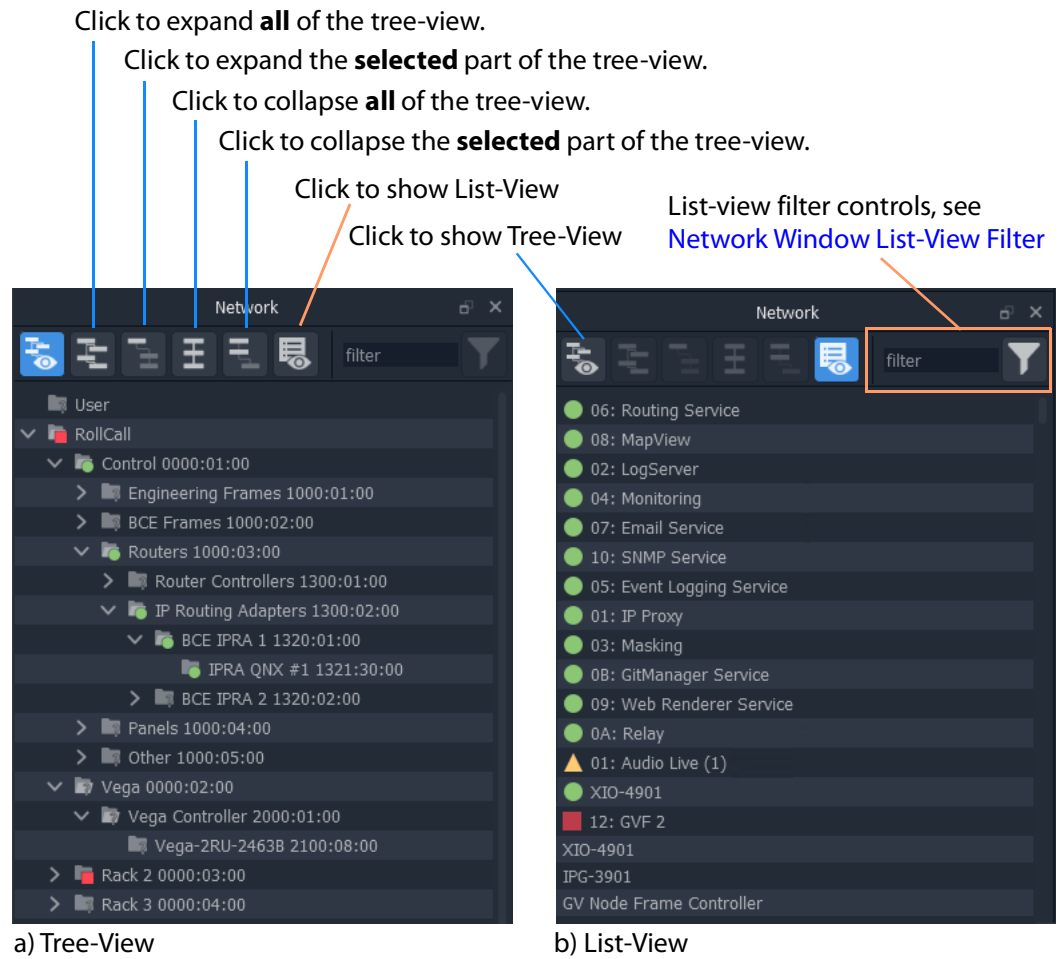 Click to expand all of the tree-view.
Click to expand the selected part of the tree-view.
Click to collapse all of the tree-view.
Click to collapse the selected part of the tree-view.
Click to show List-View
Click to show Tree-View
List-view filter controls, see
Network Window List-View Filter
Network
filter
User
RollCall
Control 0000:01:00
Engineering Frames 1000:01:00
BCE Frames 1000:02:00
Routers 1000:03:00
Router Controllers 1300:01:00
IP Routing Adapters 1300:02:00
BCE IPRA 1 1320:01:00
IPRA QNX #1 1321:30:00
BCE IPRA 2 1320:02:00
Panels 1000:04:00
Other 1000:05:00
Vega 0000:02:00
Vega Controller 2000:01:00
Vega-2RU-2463B 2100:08:00
Rack 2 0000:03:00
Rack 3 0000:04:00
a) Tree-View
Network
filter
06: Routing Service
08: MapView
02: LogServer
04: Monitoring
07: Email Service
10: SNMP Service
05: Event Logging Service
01: IP Proxy
03: Masking
0B: GitManager Service
09: Web Renderer Service
0A: Relay
01: Audio Live (1)
XIO-4901
12: GVF 2
XIO-4901
IPG-3901
GV Node Frame Controller
b) List-View